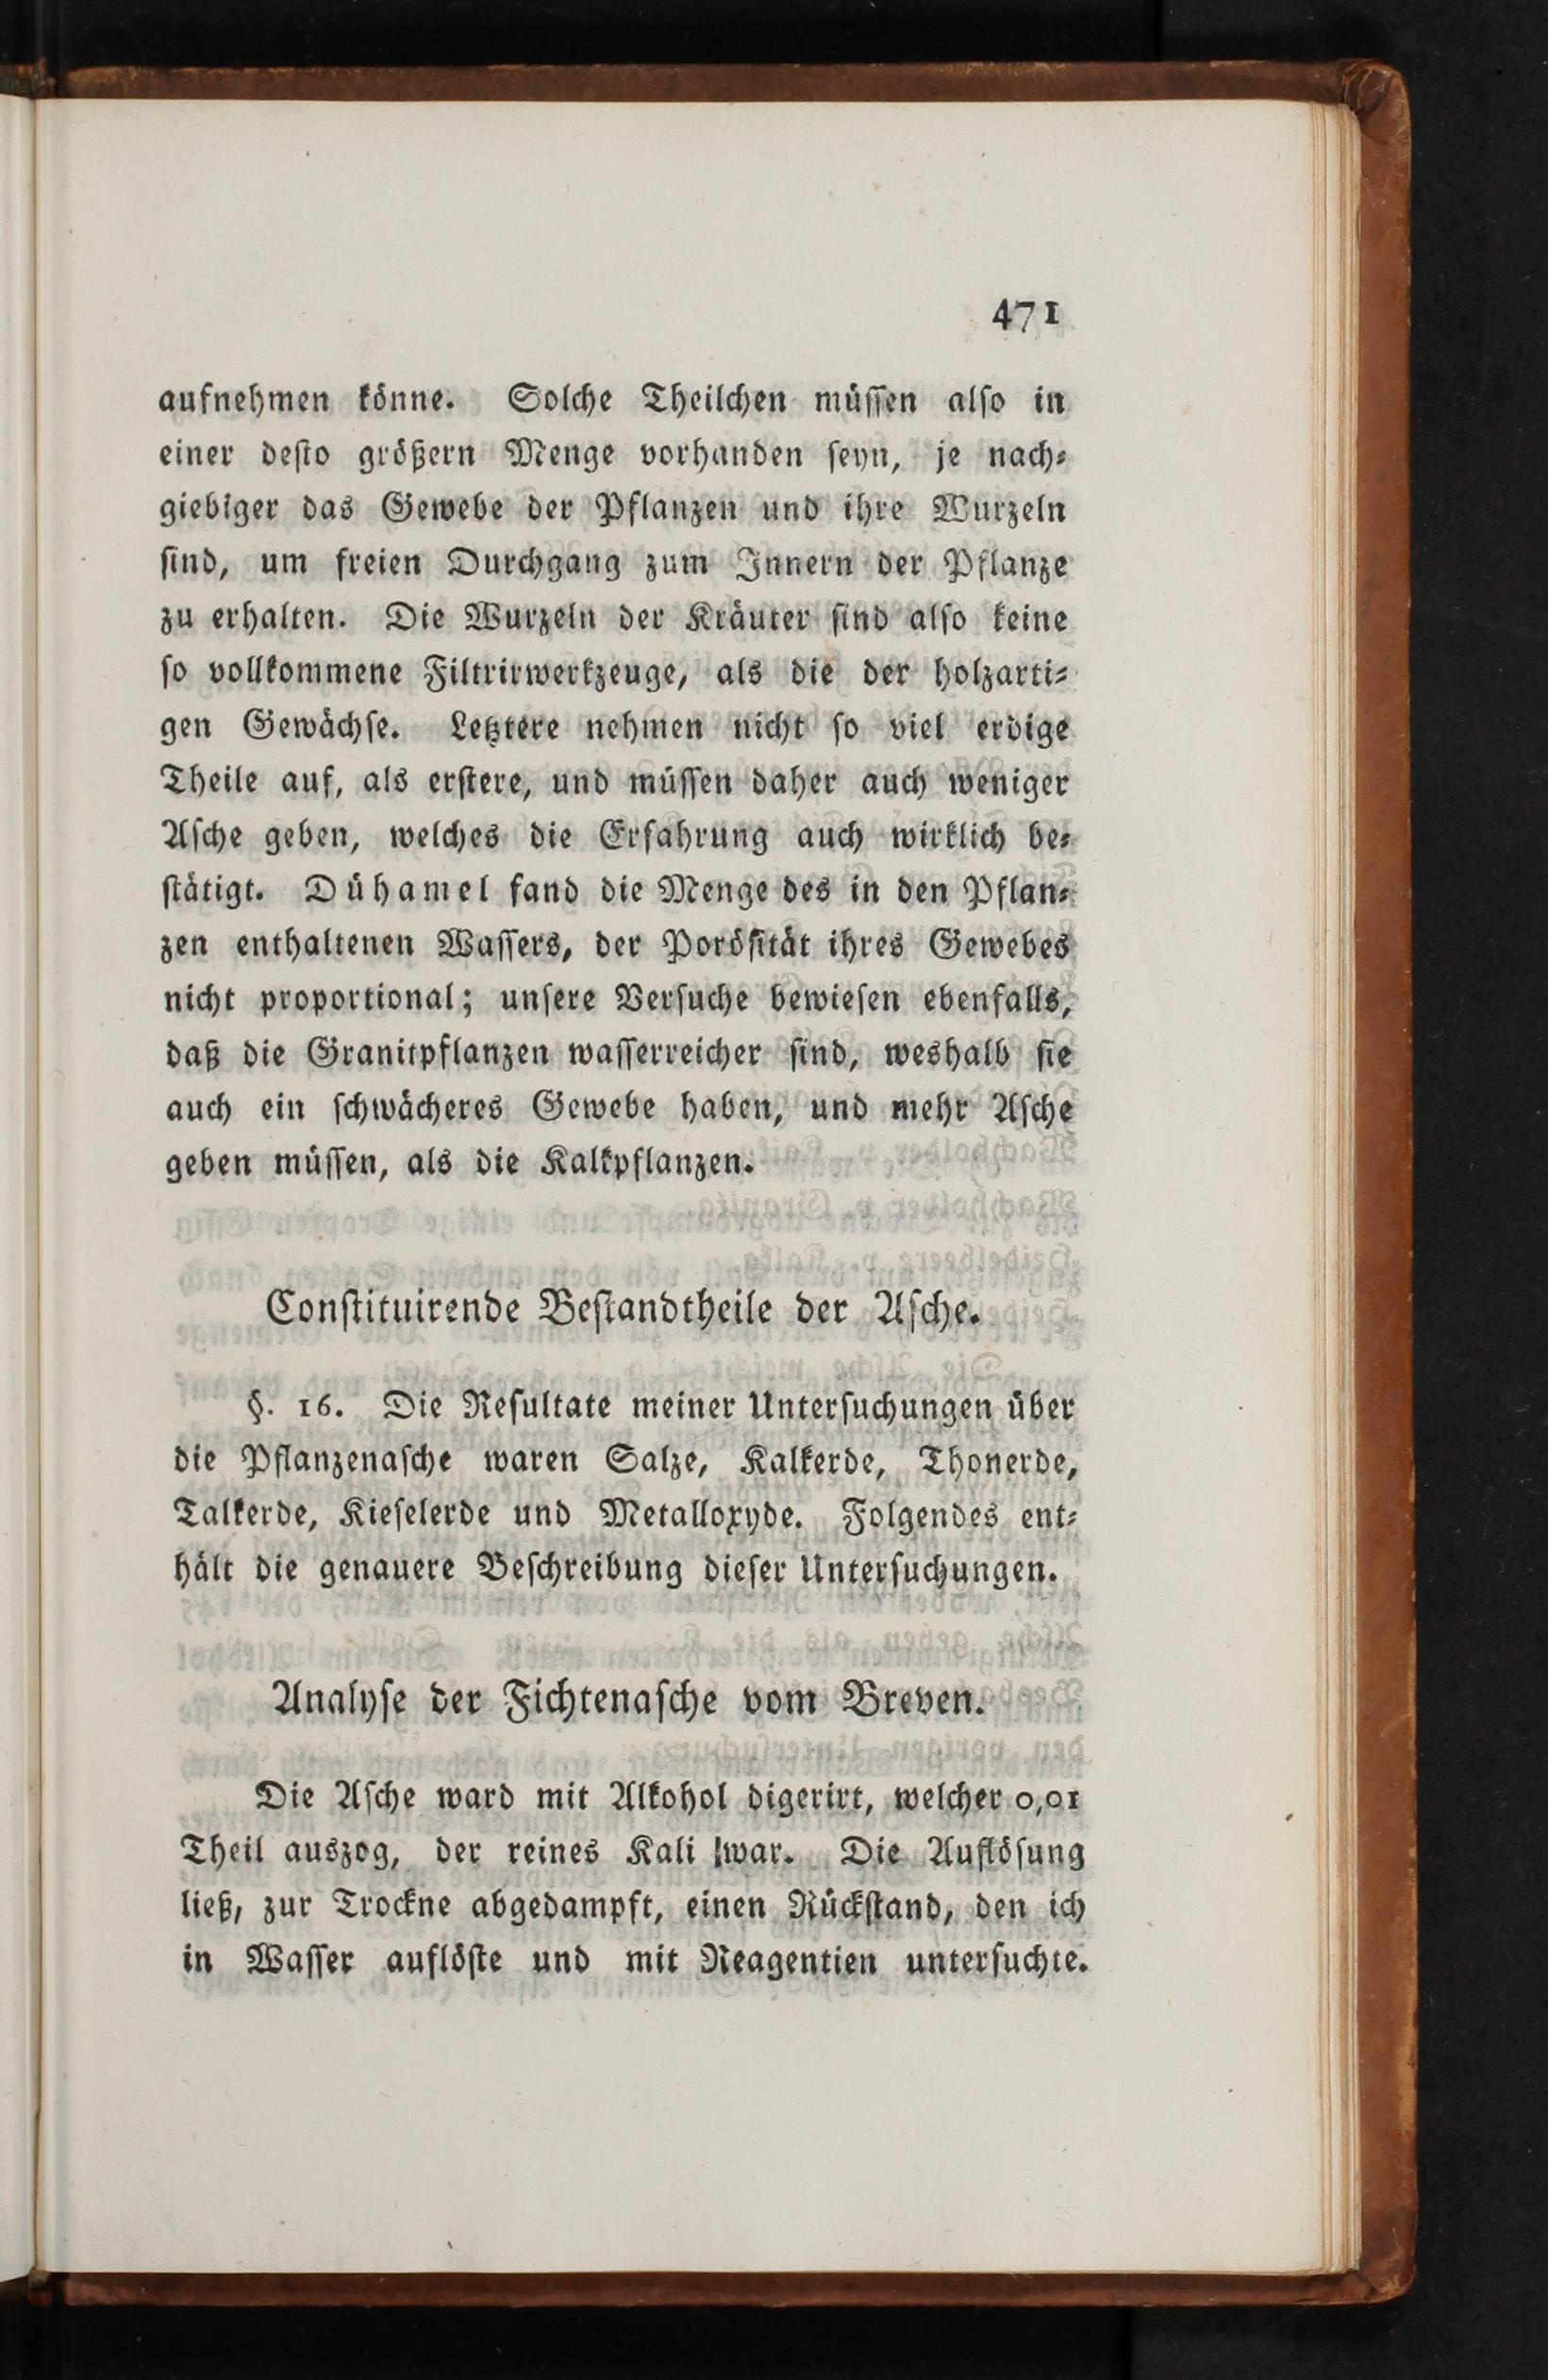 471
aufnehmen könne. Solche Theilchen müſſen alſo in
einer deſto größern Menge vorhanden ſeyn, je nach⸗
giebiger das Gewebe der Pflanzen und ihre Wurzeln
ſind, um freien Durchgang zum Innern der Pflanze
zu erhalten. Die Wurzeln der Kräuter ſind alſo keine
ſo vollkommene Filtrirwerkzeuge, als die der holzarti⸗
gen Gewächſe. Letztere nehmen nicht ſo viel erdige
Theile auf, als erſtere, und müſſen daher auch weniger
Aſche geben, welches die Erfahrung auch wirklich be⸗
ſtätigt. Dühamel fand die Menge des in den Pflan⸗
zen enthaltenen Waſſers, der Poröſität ihres Gewebes
nicht proportional; unſere Verſuche bewieſen ebenfalls,
daß die Granitpflanzen waſſerreicher ſind, weshalb ſie
auch ein ſchwächeres Gewebe haben, und mehr Aſche
geben müſſen, als die Kalkpflanzen.
Conſtituirende Beſtandtheile der Aſche.
§. 16. Die Reſultate meiner Unterſuchungen über
die Pflanzenaſche waren Salze, Kalkerde, Thonerde,
Talkerde, Kieſelerde und Metalloxyde. Folgendes ent⸗
hält die genauere Beſchreibung dieſer Unterſuchungen.
Analyſe der Fichtenaſche vom Breven.
Die Aſche ward mit Alkohol digerirt, welcher 0,01
Theil auszog, der reines Kali war. Die Auflöſung
ließ, zur Trockne abgedampft, einen Rückſtand, den ich
in Waſſer auflöſte und mit Reagentien unterſuchte.